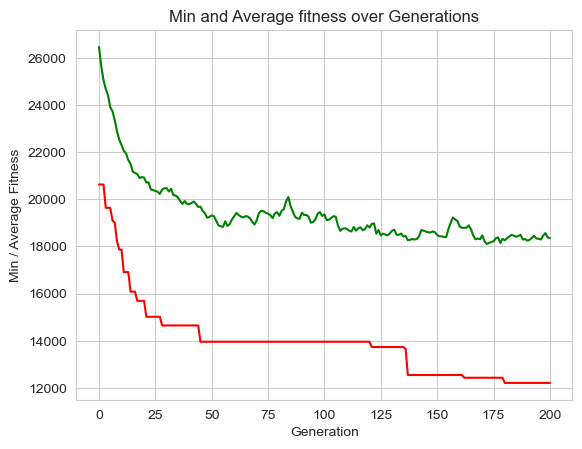 Min and Average fitness over Generations
Min / Average Fitness
26000
24000
22000
20000
18000
16000
14000
12000
0 25 50 75 100 125 150 175 200
Generation